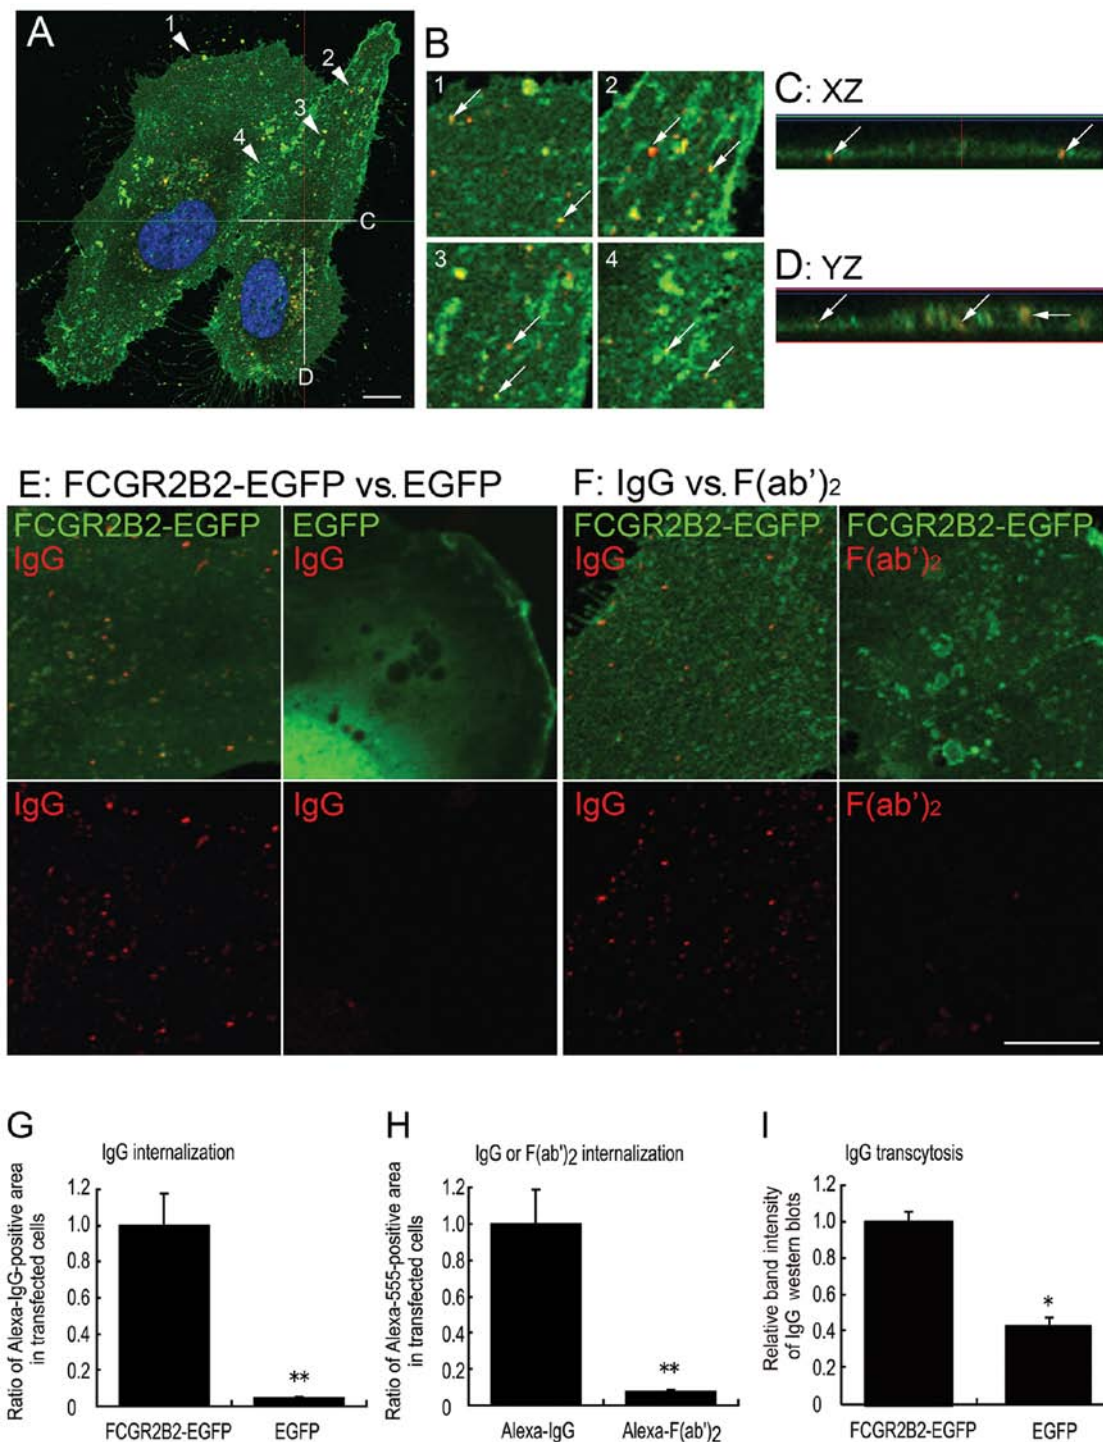 A
1
2
3
4
C
D
B
1
2
3
4
C: XZ
D: YZ
E: FCGR2B2-EGFP vs. EGFP
F: IgG vs. F(ab')2
FCGR2B2-EGFP
IgG
EGFP
IgG
FCGR2B2-EGFP
IgG
FCGR2B2-EGFP
F(ab')2
IgG
IgG
IgG
F(ab')2
G
IgG internalization
Ratio of Alexa-IgG-positive area
in transfected cells
1.2
1.0
0.8
0.6
0.4
0.2
0
**
FCGR2B2-EGFP
EGFP
H
IgG or F(ab')2 internalization
Ratio of Alexa-555-positive area
in transfected cells
1.2
1.0
0.8
0.6
0.4
0.2
0
**
Alexa-IgG
Alexa-F(ab')2
I
IgG transcytosis
Relative band intensity
of IgG western blots
1.2
1.0
0.8
0.6
0.4
0.2
0
*
FCGR2B2-EGFP
EGFP